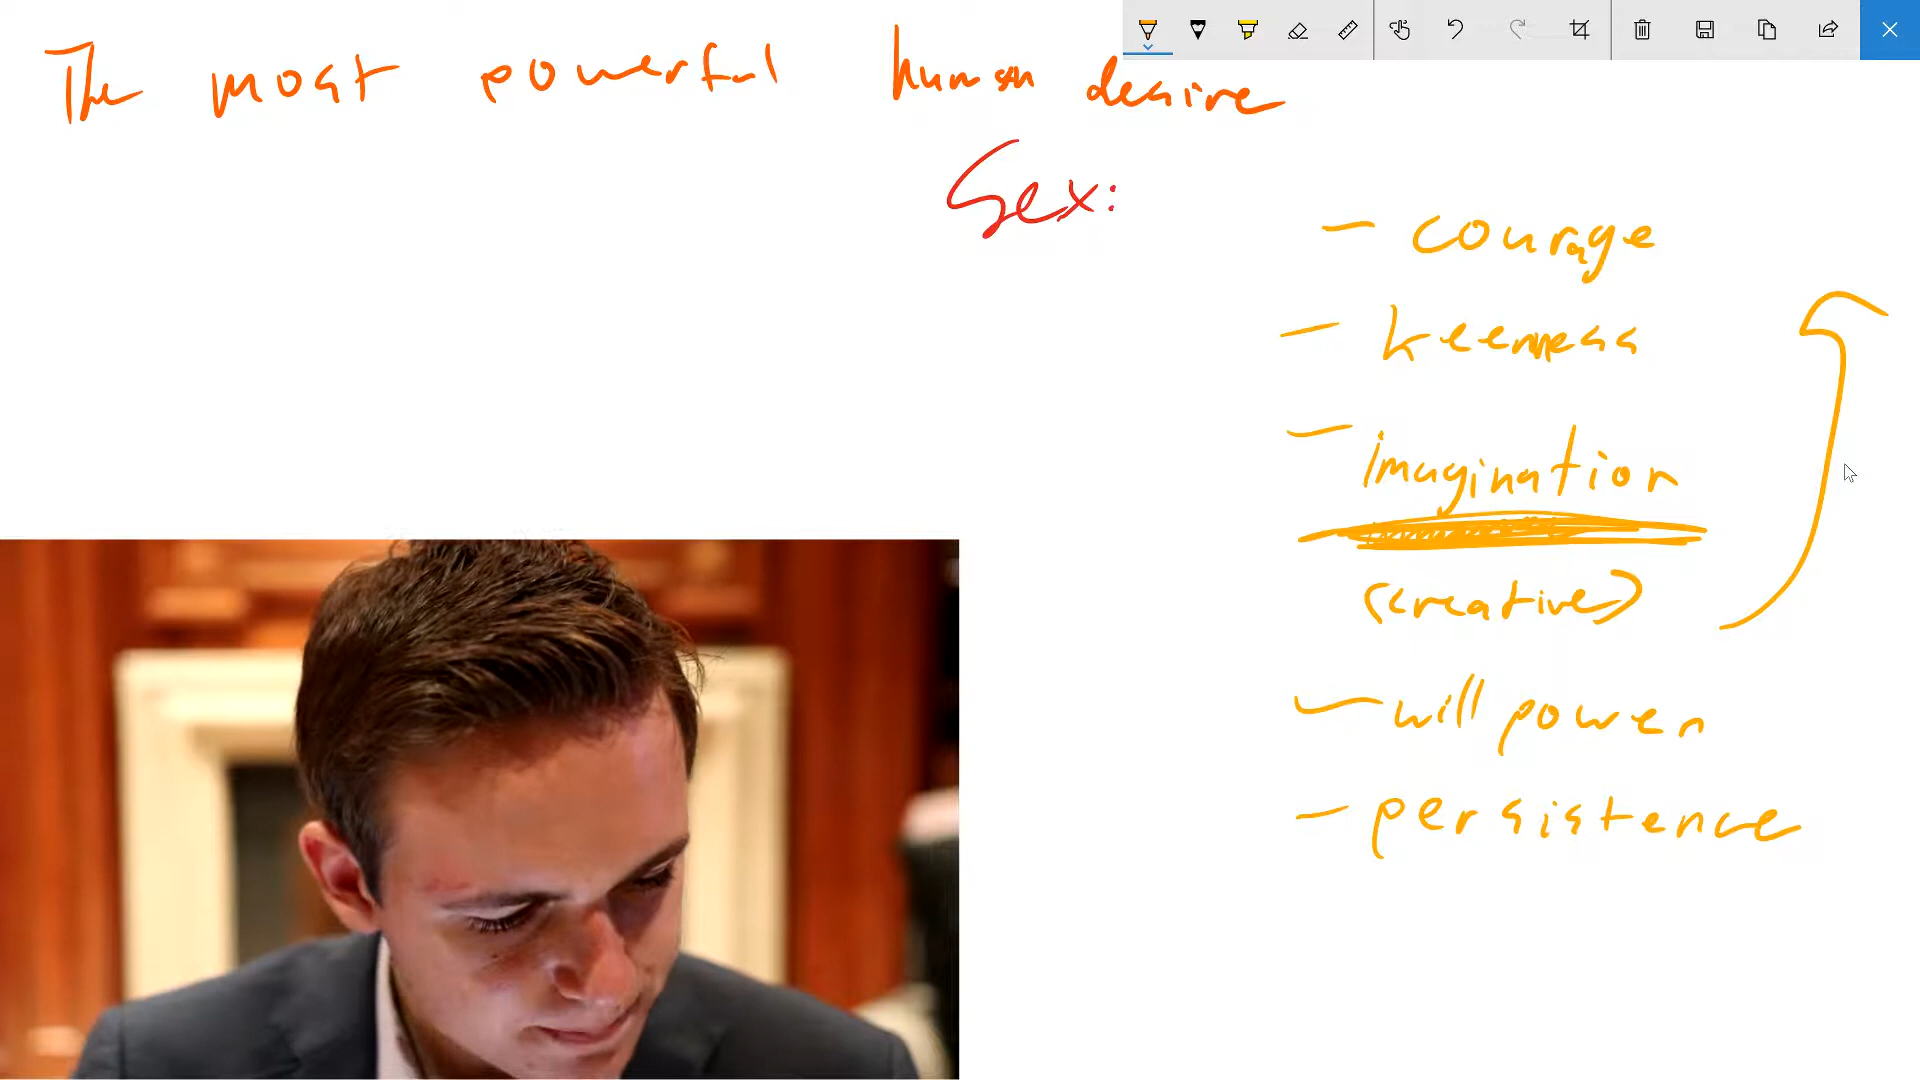 The most powerful human desire
Sex:
- courage
- keenness
- imagination
(creative)
- will power
- persistence